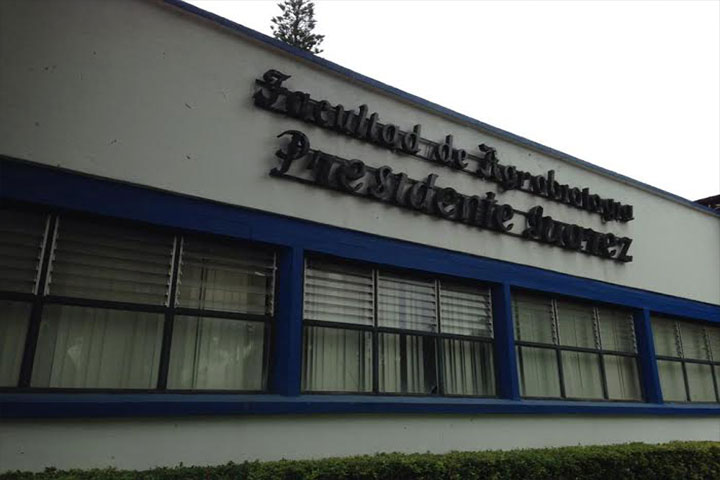 Facultad de Agrobiología
Presidente Juárez